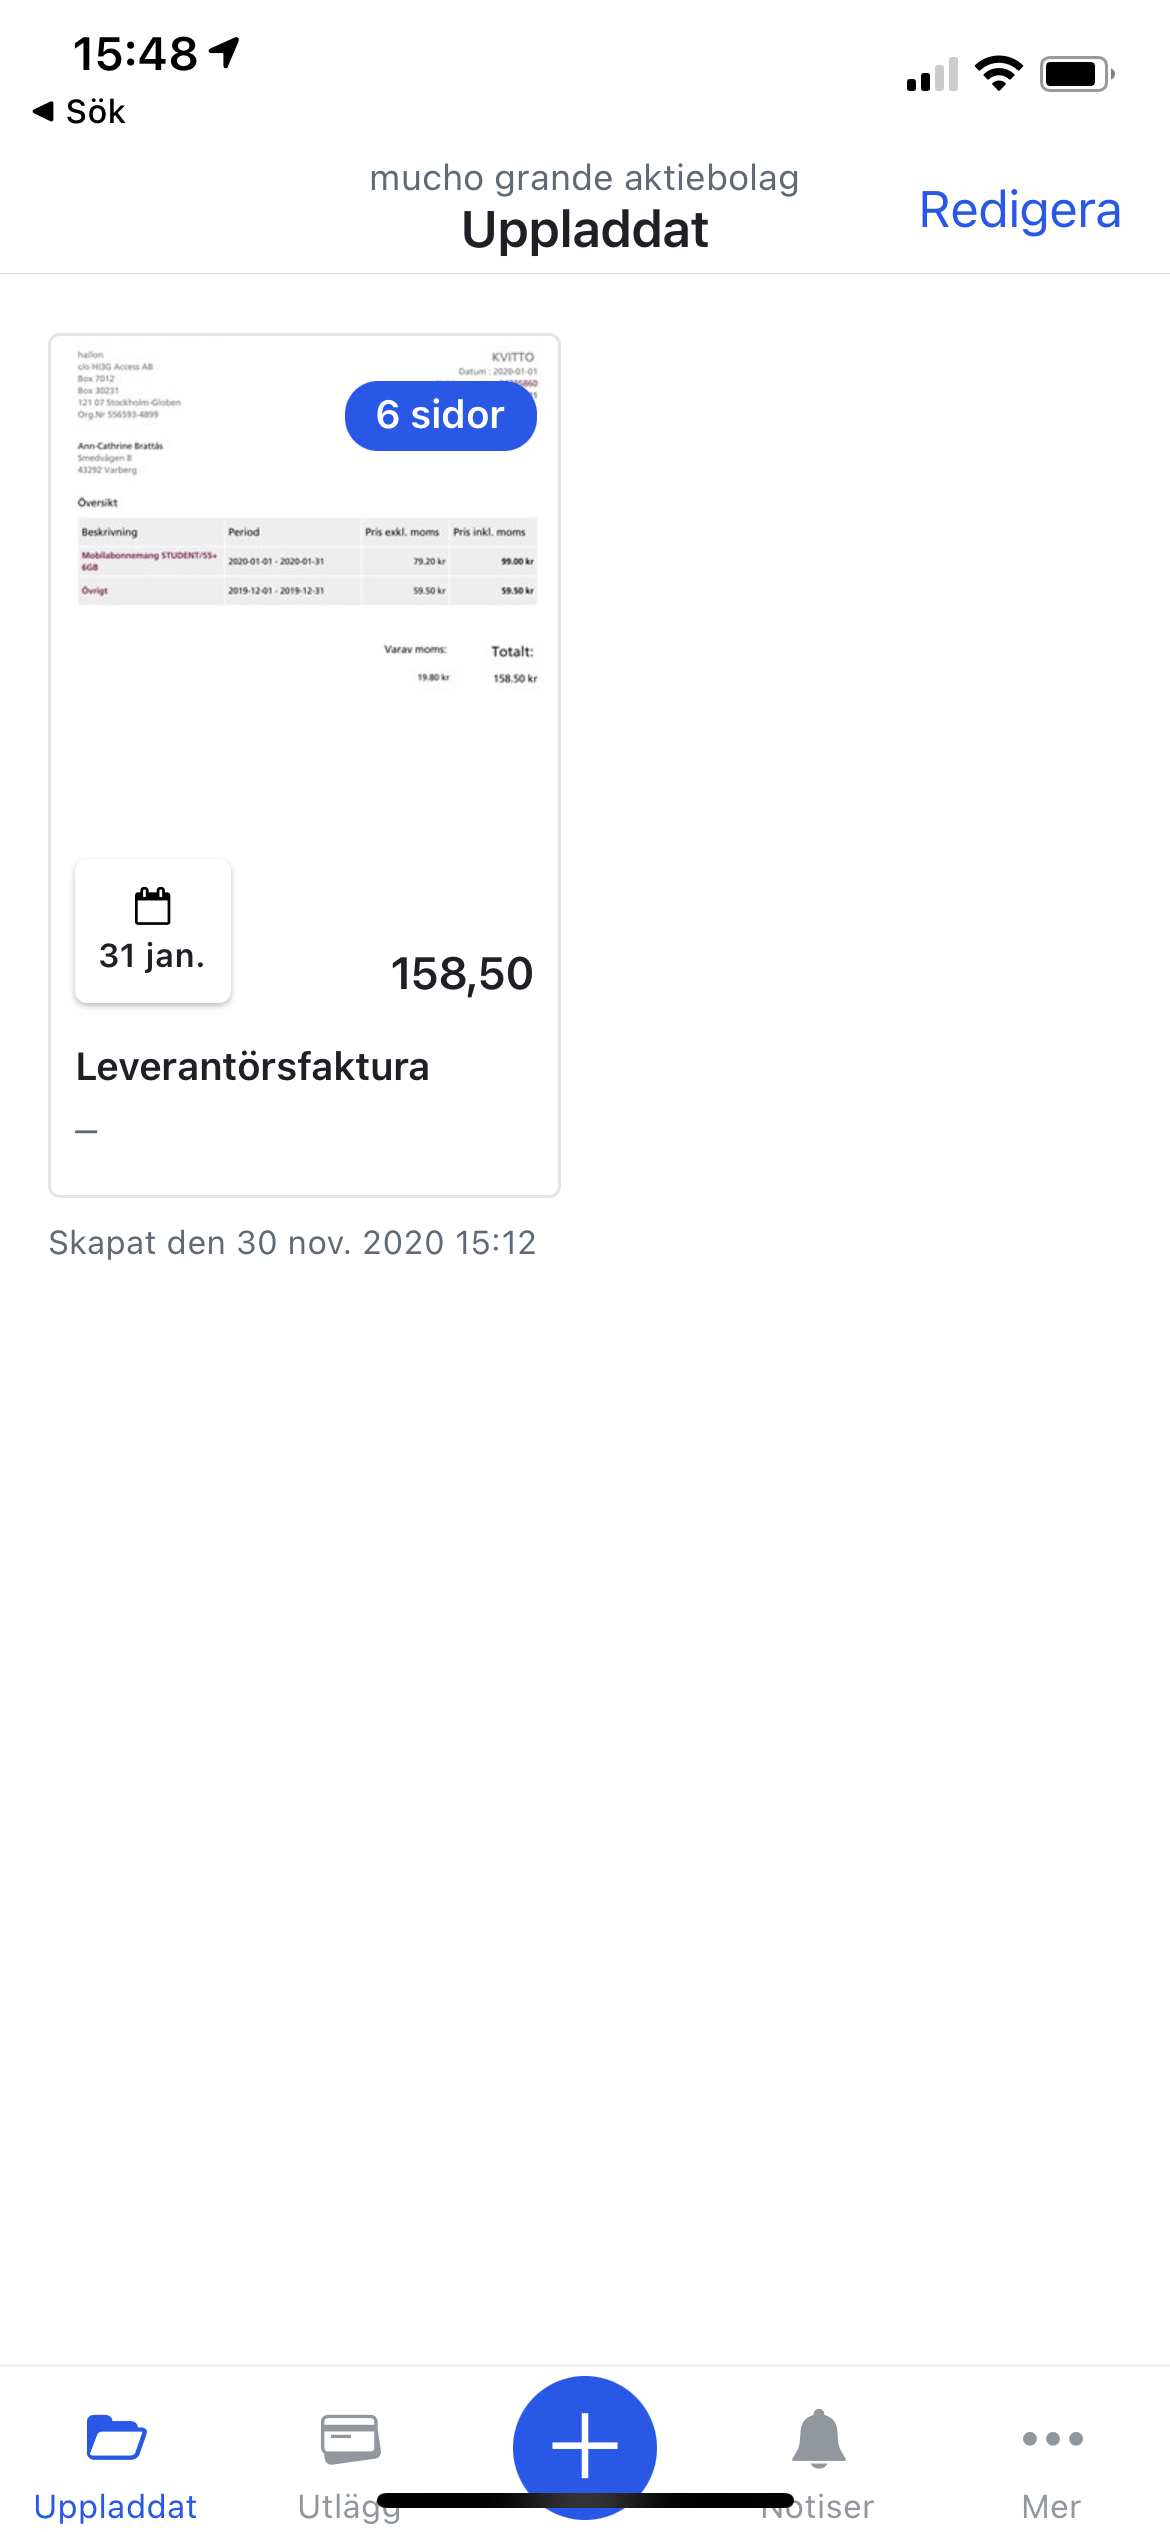 15:48
◀ Sök
mucho grande aktiebolag
Uppladdat
Redigera
hallon
c/o HI3G Access AB
Box 7012
Box 30231
121 07 Stockholm-Globen
Org.Nr 556593-4899
KVITTO
Datum : 2020-01-01
6 sidor
Ann-Cathrine Brattås
Smedvägen 8
43292 Varberg
Översikt
Beskrivning Period Pris exkl. moms Pris inkl. moms
Mobilabonnemang STUDENT/55+
6GB 2020-01-01 - 2020-01-31 79.20 kr 99.00 kr
Övrigt 2019-12-01 - 2019-12-31 59.50 kr 59.50 kr
Varav moms: Totalt:
19.80 kr 158.50 kr
31 jan.
158,50
Leverantörsfaktura
–
Skapat den 30 nov. 2020 15:12
Uppladdat Utlägg Notiser Mer